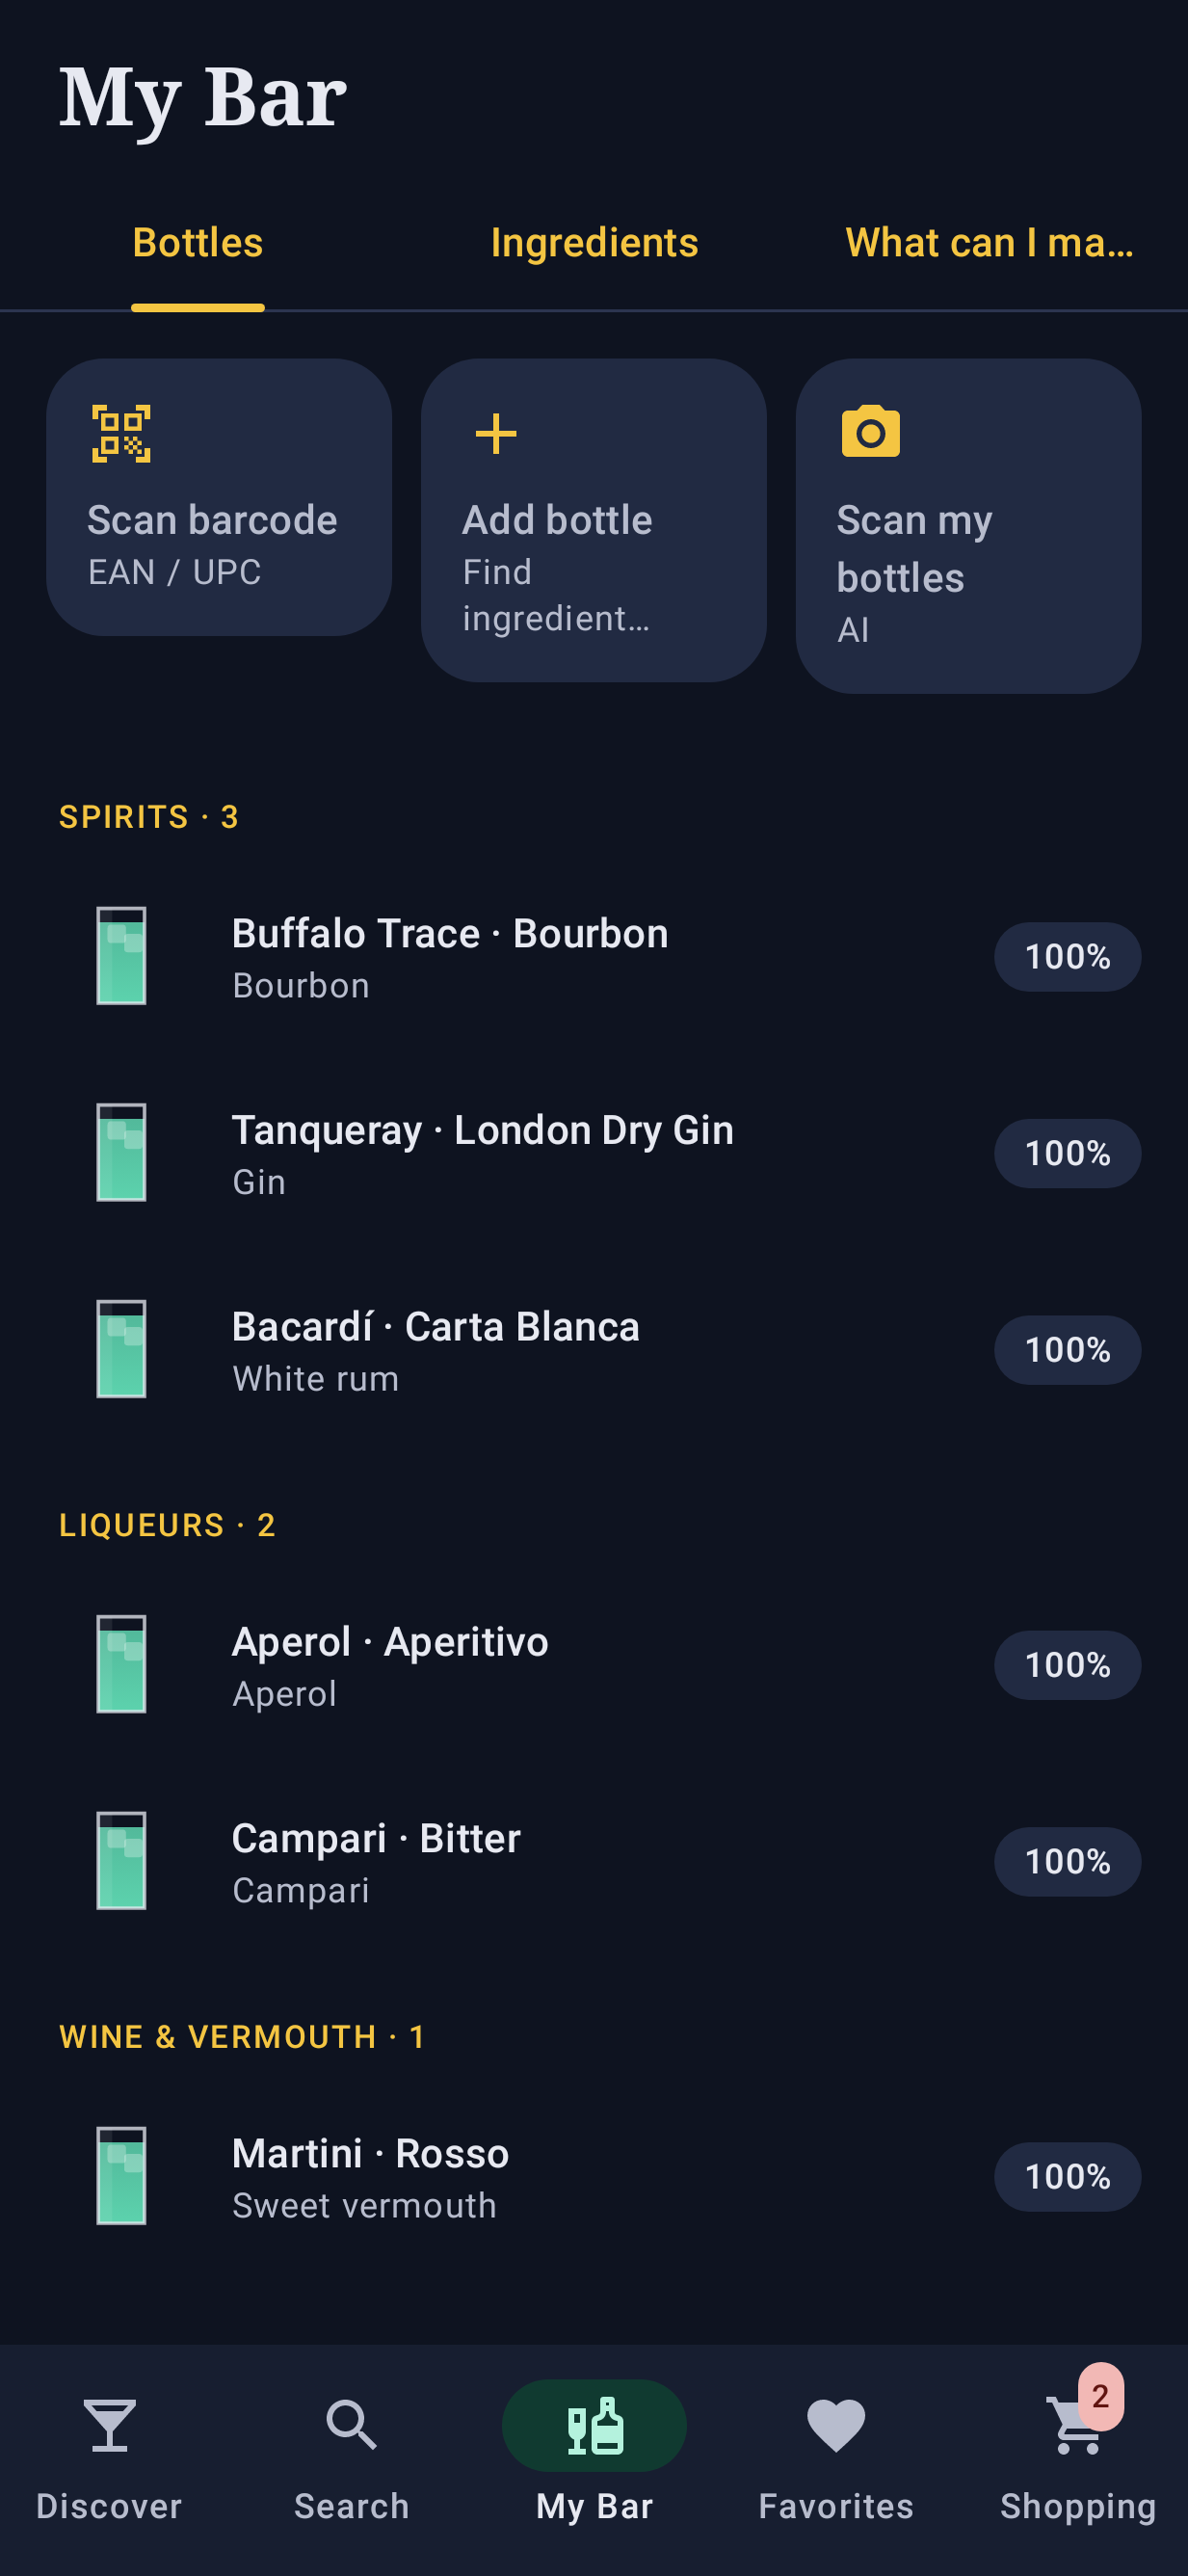 My Bar
Bottles
Ingredients
What can I ma…
Scan barcode
EAN / UPC
Add bottle
Find
ingredient…
Scan my
bottles
AI
SPIRITS · 3
Buffalo Trace · Bourbon
Bourbon
100%
Tanqueray · London Dry Gin
Gin
100%
Bacardí · Carta Blanca
White rum
100%
LIQUEURS · 2
Aperol · Aperitivo
Aperol
100%
Campari · Bitter
Campari
100%
WINE & VERMOUTH · 1
Martini · Rosso
Sweet vermouth
100%
2
Discover
Search
My Bar
Favorites
Shopping